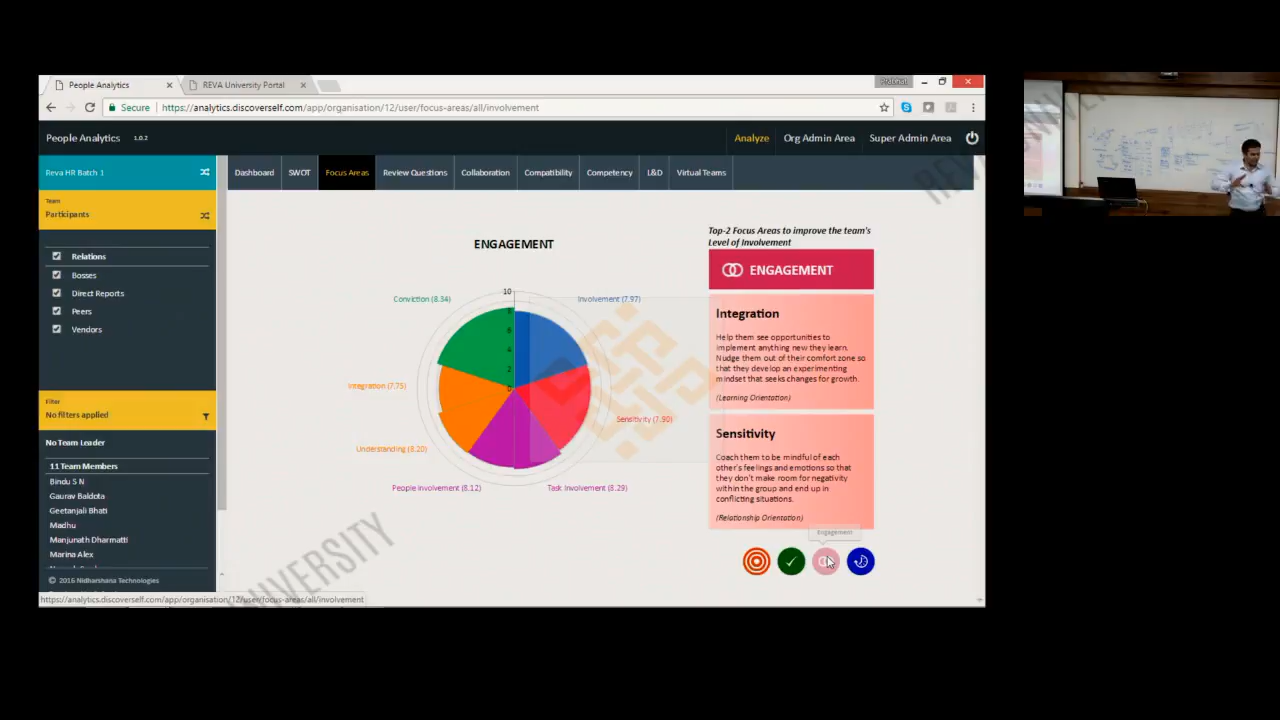 People Analytics
REVA University Portal
Secure
https://analytics.discoverself.com/app/organisation/12/user/focus-areas/all/involvement
People Analytics 1.0.2
Analyze
Org Admin Area
Super Admin Area
Reva HR Batch 1
Dashboard
SWOT
Focus Areas
Review Questions
Collaboration
Compatibility
Competency
L&D
Virtual Teams
Team
Participants
Relations
Bosses
Direct Reports
Peers
Vendors
Filter
No filters applied
No Team Leader
11 Team Members
Bindu S N
Gaurav Baldota
Geetanjali Bhati
Madhu
Manjunath Dharmatti
Marina Alex
© 2016 Nidharshana Technologies
https://analytics.discoverself.com/app/organisation/12/user/focus-areas/all/involvement
ENGAGEMENT
Conviction (8.34)
Involvement (7.97)
Integration (7.75)
Sensitivity (7.90)
Understanding (8.20)
People Involvement (8.12)
Task Involvement (8.29)
10
8
6
4
2
0
Top-2 Focus Areas to improve the team's
Level of Involvement
ENGAGEMENT
Integration
Help them see opportunities to
implement anything new they learn.
Nudge them out of their comfort zone so
that they develop an experimenting
mindset that seeks changes for growth.
(Learning Orientation)
Sensitivity
Coach them to be mindful of each
other's feelings and emotions so that
they don't make room for negativity
within the group and end up in
conflicting situations.
(Relationship Orientation)
Engagement